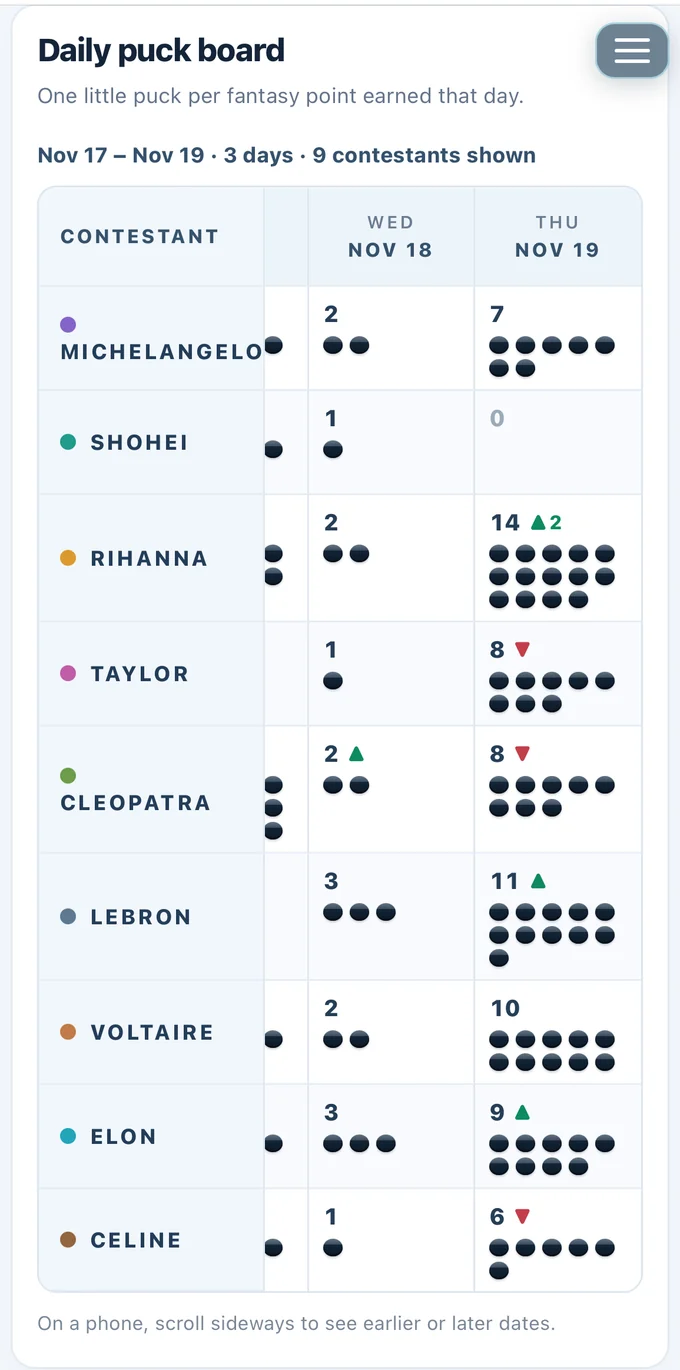 Daily puck board
One little puck per fantasy point earned that day.
Nov 17 – Nov 19 · 3 days · 9 contestants shown
CONTESTANT
WED
NOV 18
THU
NOV 19
MICHELANGELO
2
7
SHOHEI
1
0
RIHANNA
2
14 ▲2
TAYLOR
1
8 ▼
CLEOPATRA
2 ▲
8 ▼
LEBRON
3
11 ▲
VOLTAIRE
2
10
ELON
3
9 ▲
CELINE
1
6 ▼
On a phone, scroll sideways to see earlier or later dates.